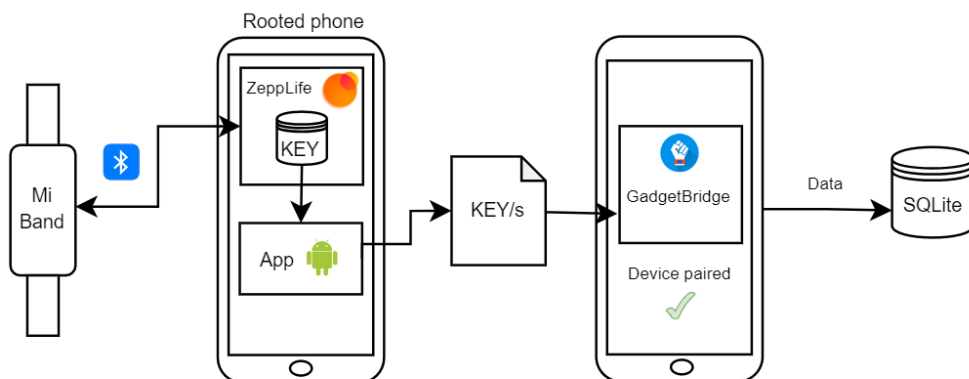 Rooted phone
ZeppLife
KEY
App
Mi
Band
KEY/s
GadgetBridge
Device paired
Data
SQLite